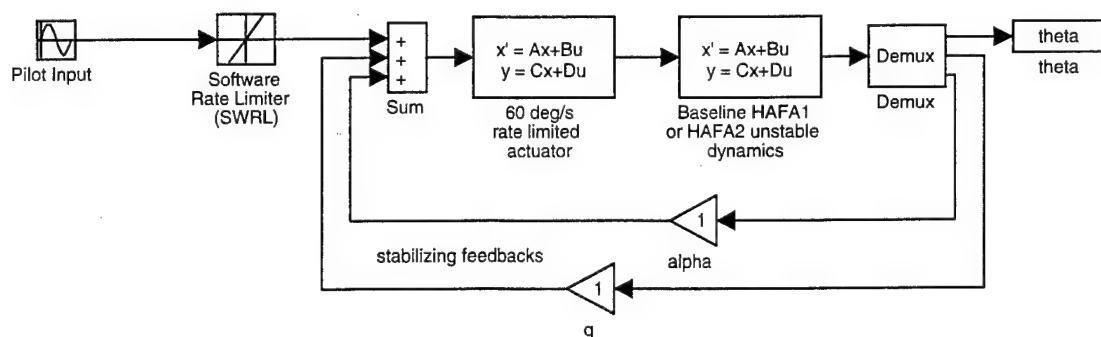 Pilot Input
Software
Rate Limiter
(SWRL)
+
+
+
Sum
x' = Ax+Bu
y = Cx+Du
60 deg/s
rate limited
actuator
x' = Ax+Bu
y = Cx+Du
Baseline HAFA1
or HAFA2 unstable
dynamics
Demux
Demux
theta
theta
1
alpha
stabilizing feedbacks
1
q